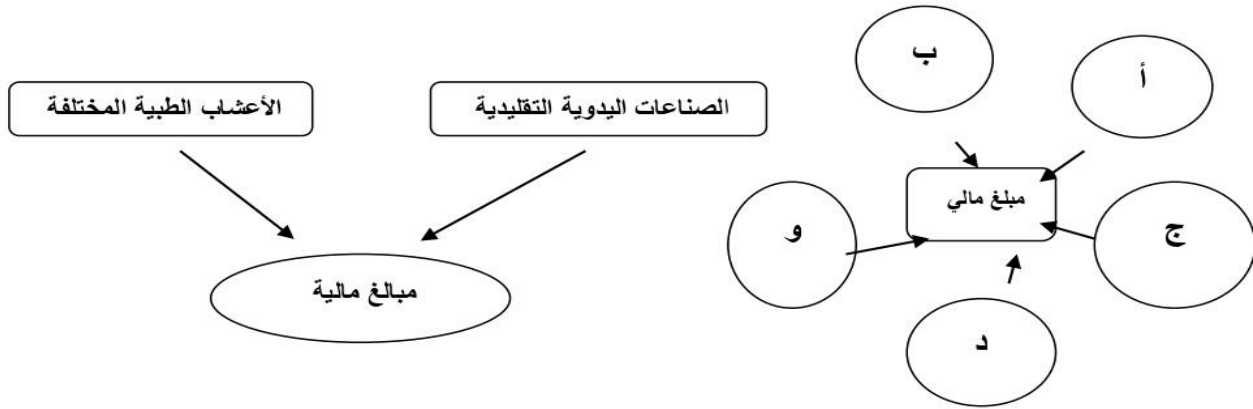 ب
أ
الصناعات اليدوية التقليدية
الأعشاب الطبية المختلفة
مبلغ مالي
ج
و
مبالغ مالية
د